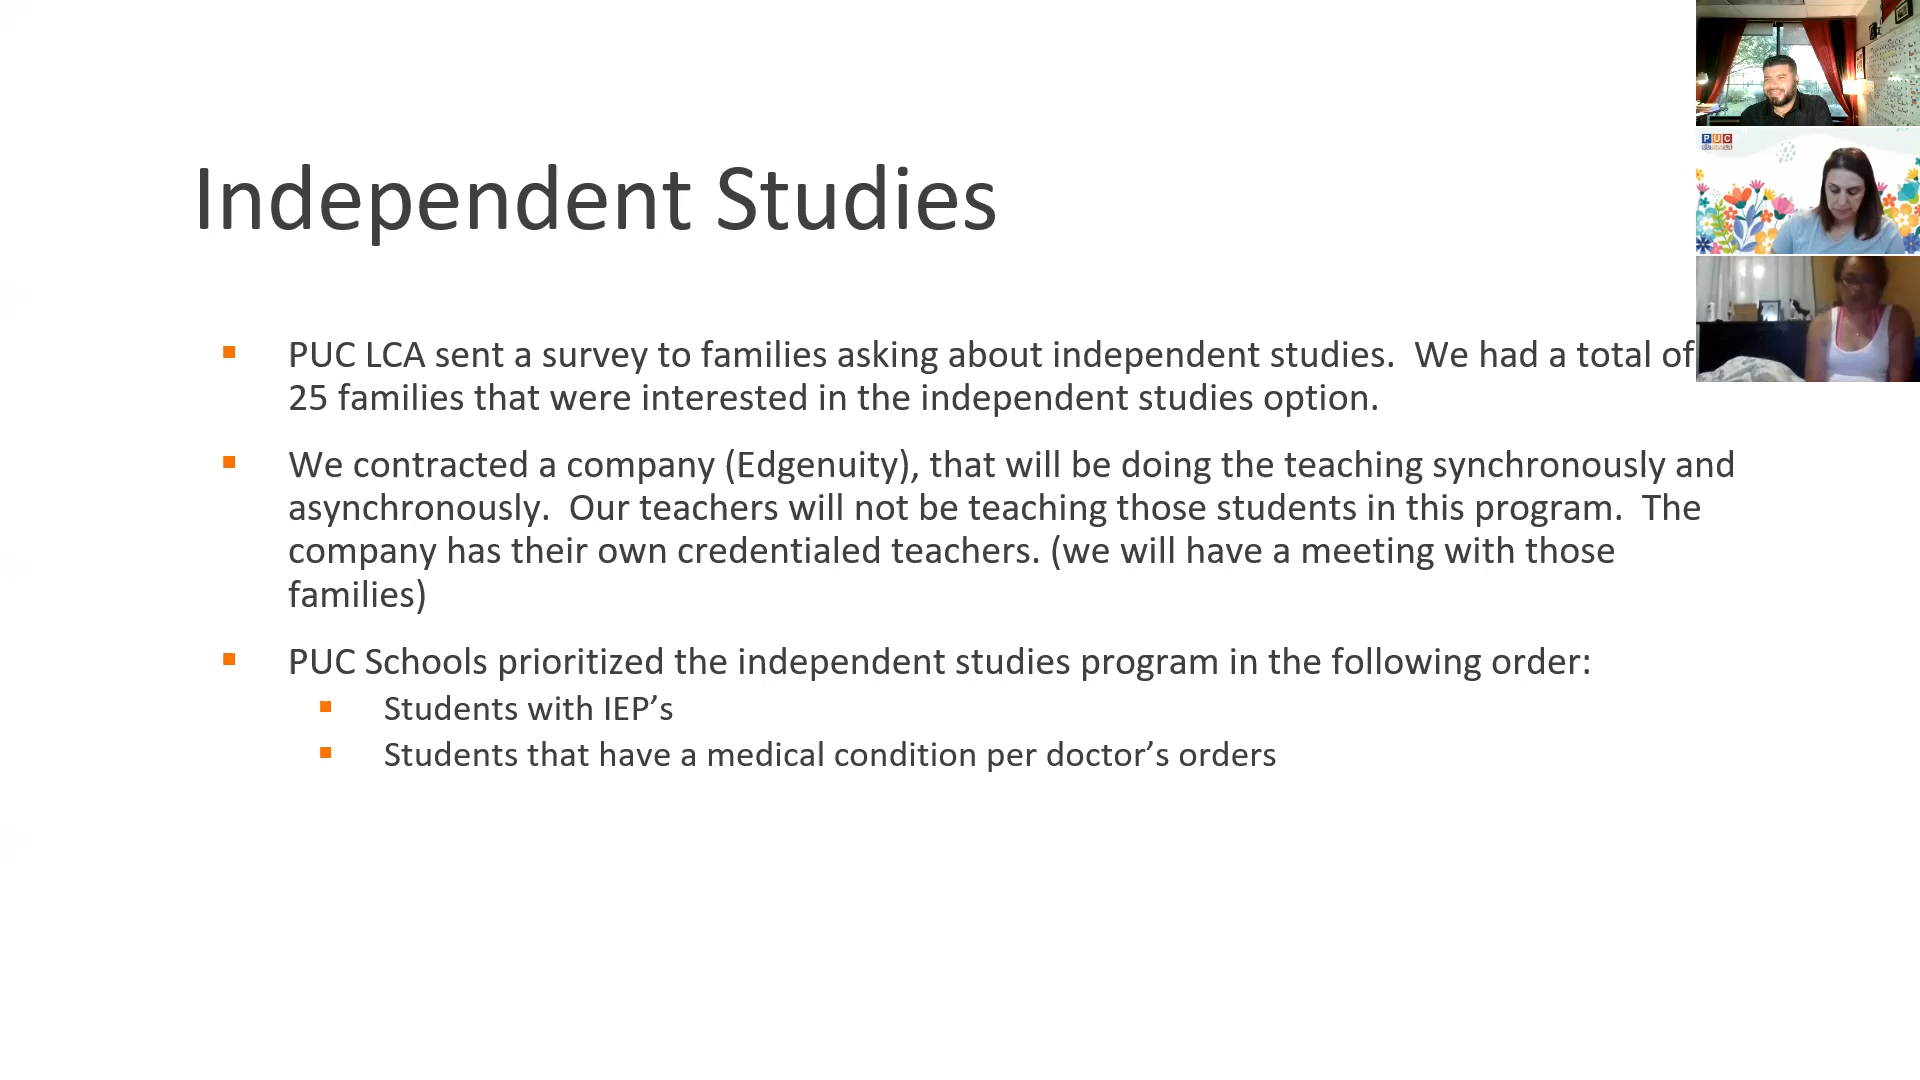 Independent Studies
PUC LCA sent a survey to families asking about independent studies.  We had a total of
25 families that were interested in the independent studies option.
We contracted a company (Edgenuity), that will be doing the teaching synchronously and
asynchronously.  Our teachers will not be teaching those students in this program.  The
company has their own credentialed teachers. (we will have a meeting with those
families)
PUC Schools prioritized the independent studies program in the following order:
Students with IEP’s
Students that have a medical condition per doctor’s orders
PUC